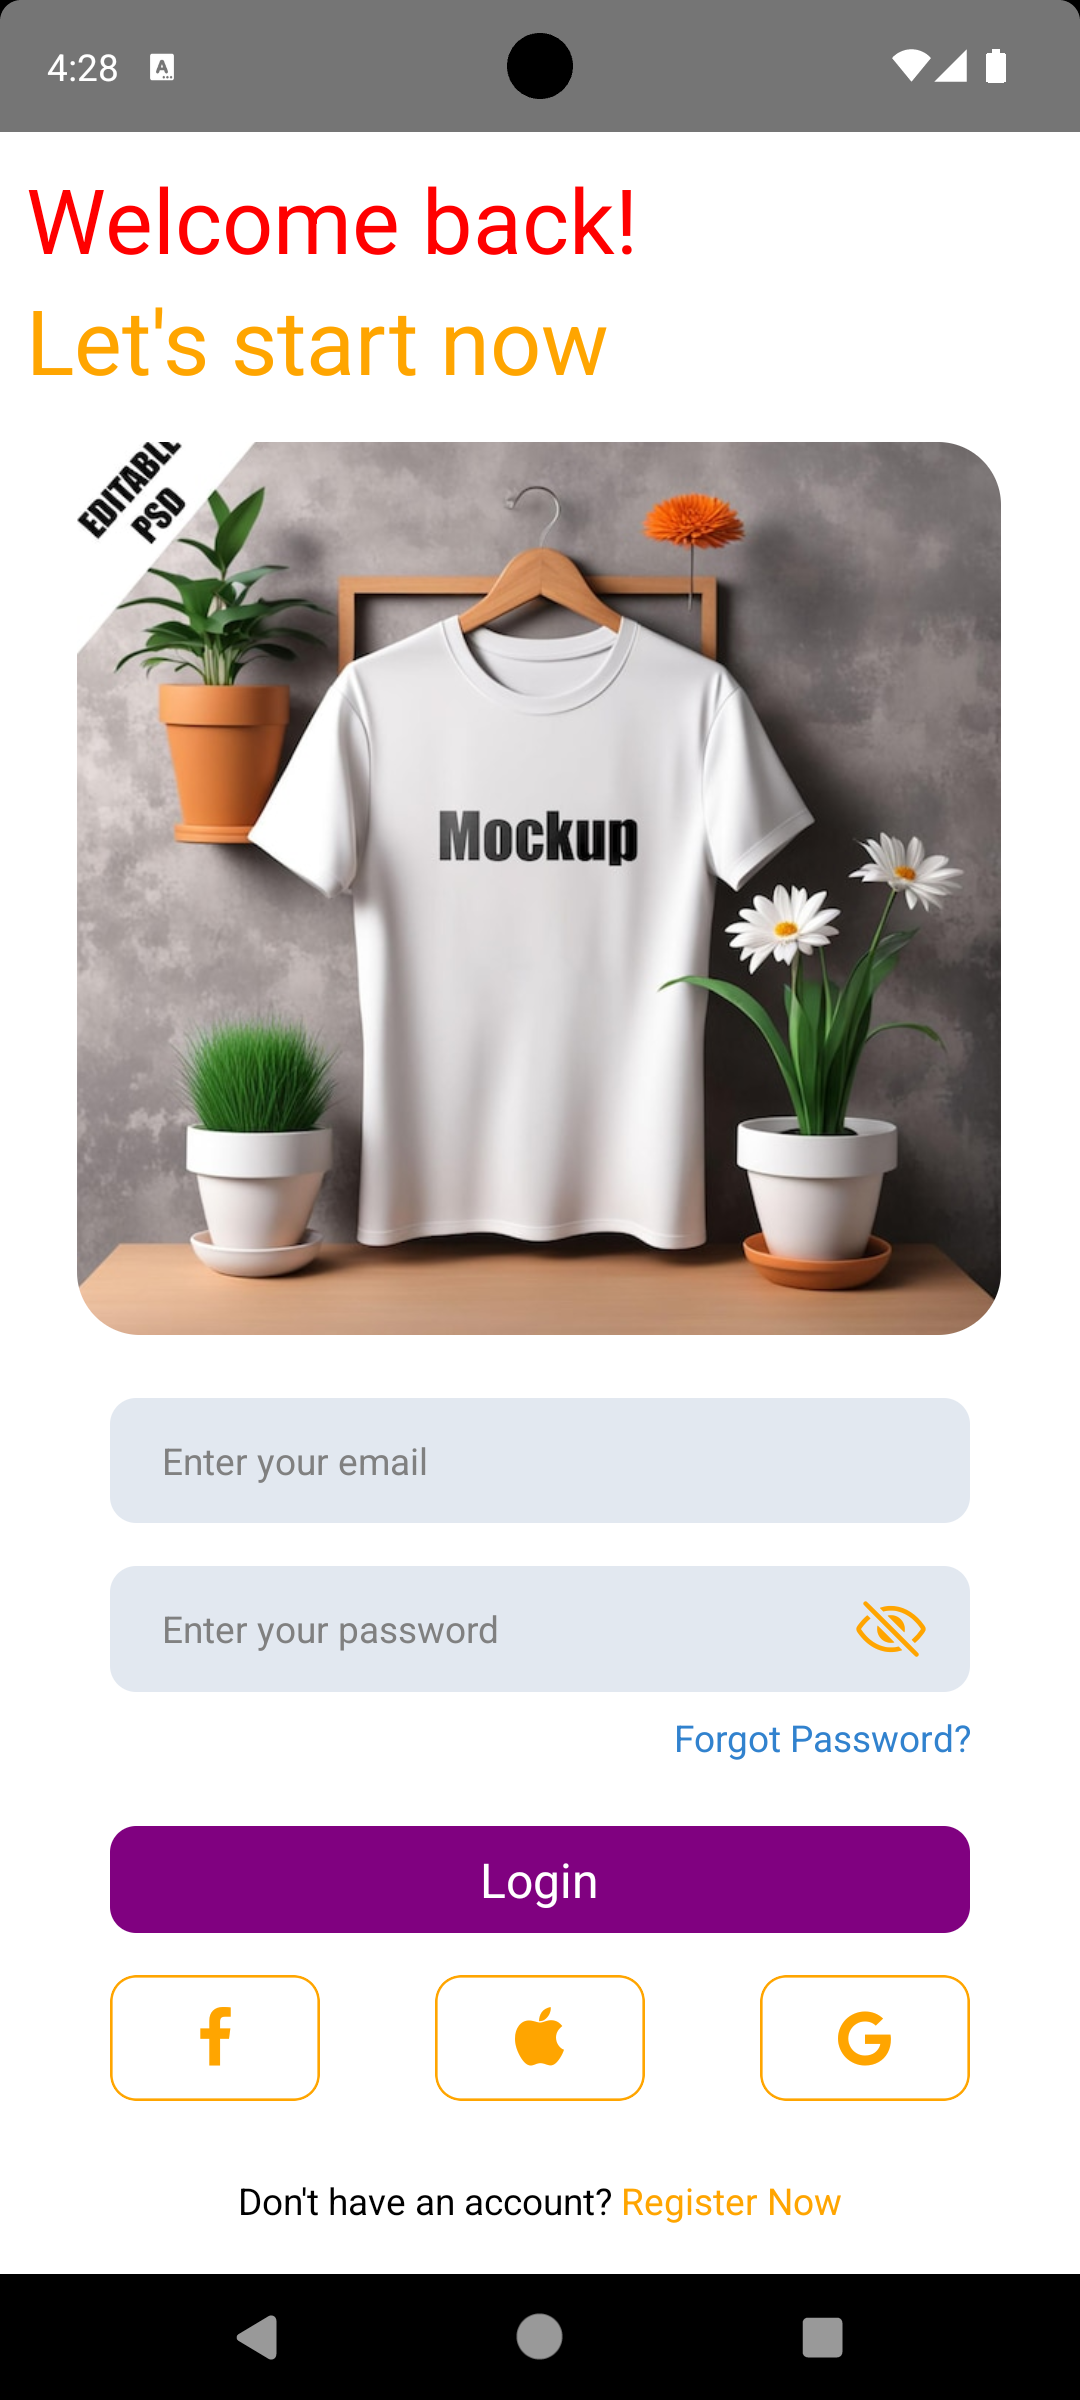 4:28
Welcome back!
Let's start now
EDITABLE
PSD
Mockup
Enter your email
Enter your password
Forgot Password?
Login
Don't have an account? Register Now